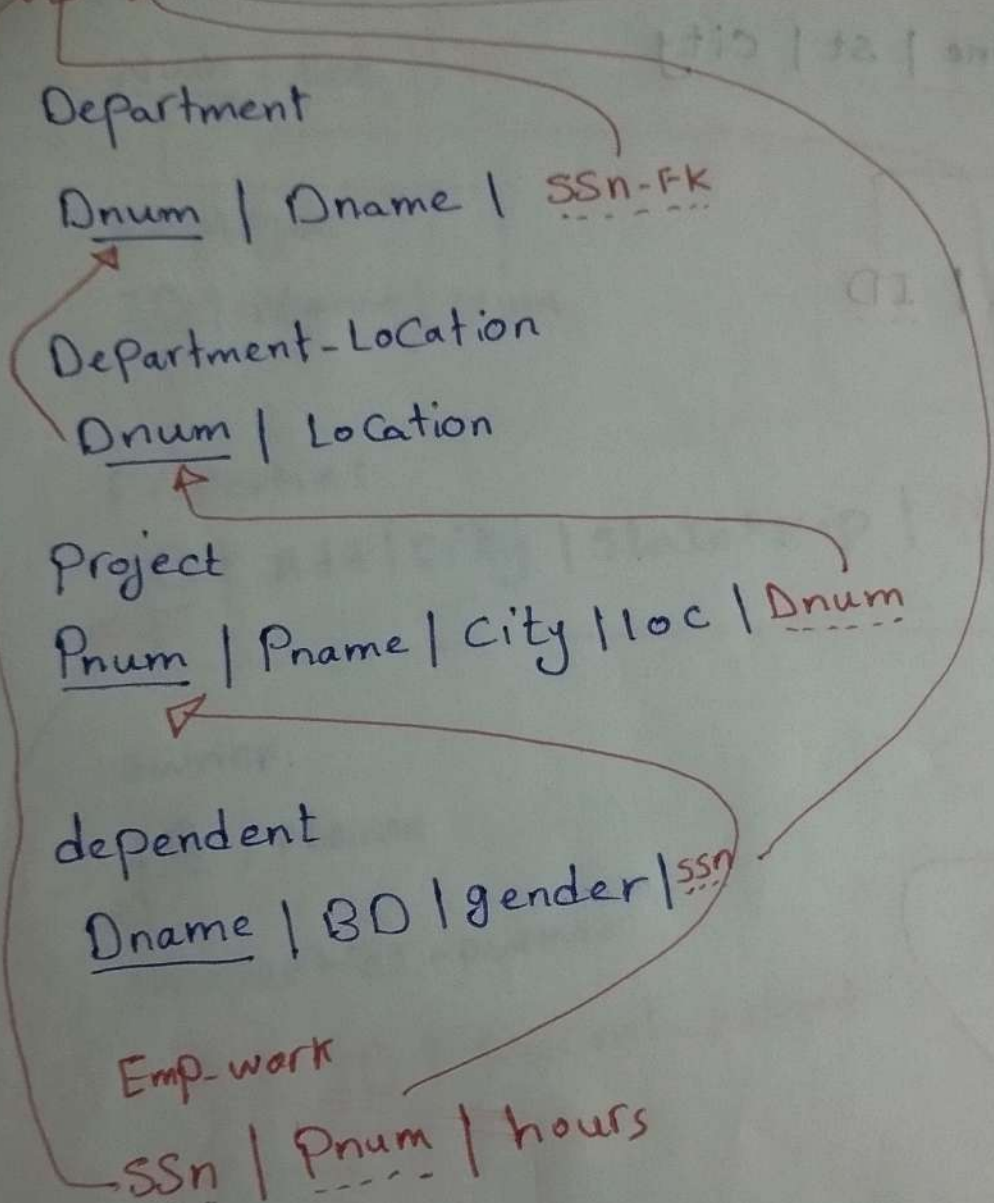 Department
Dnum | Dname | SSn-FK
Department-Location
Dnum | Location
Project
Pnum | Pname | City | loc | Dnum
dependent
Dname | BD | gender | ssn
Emp-work
SSn | Pnum | hours